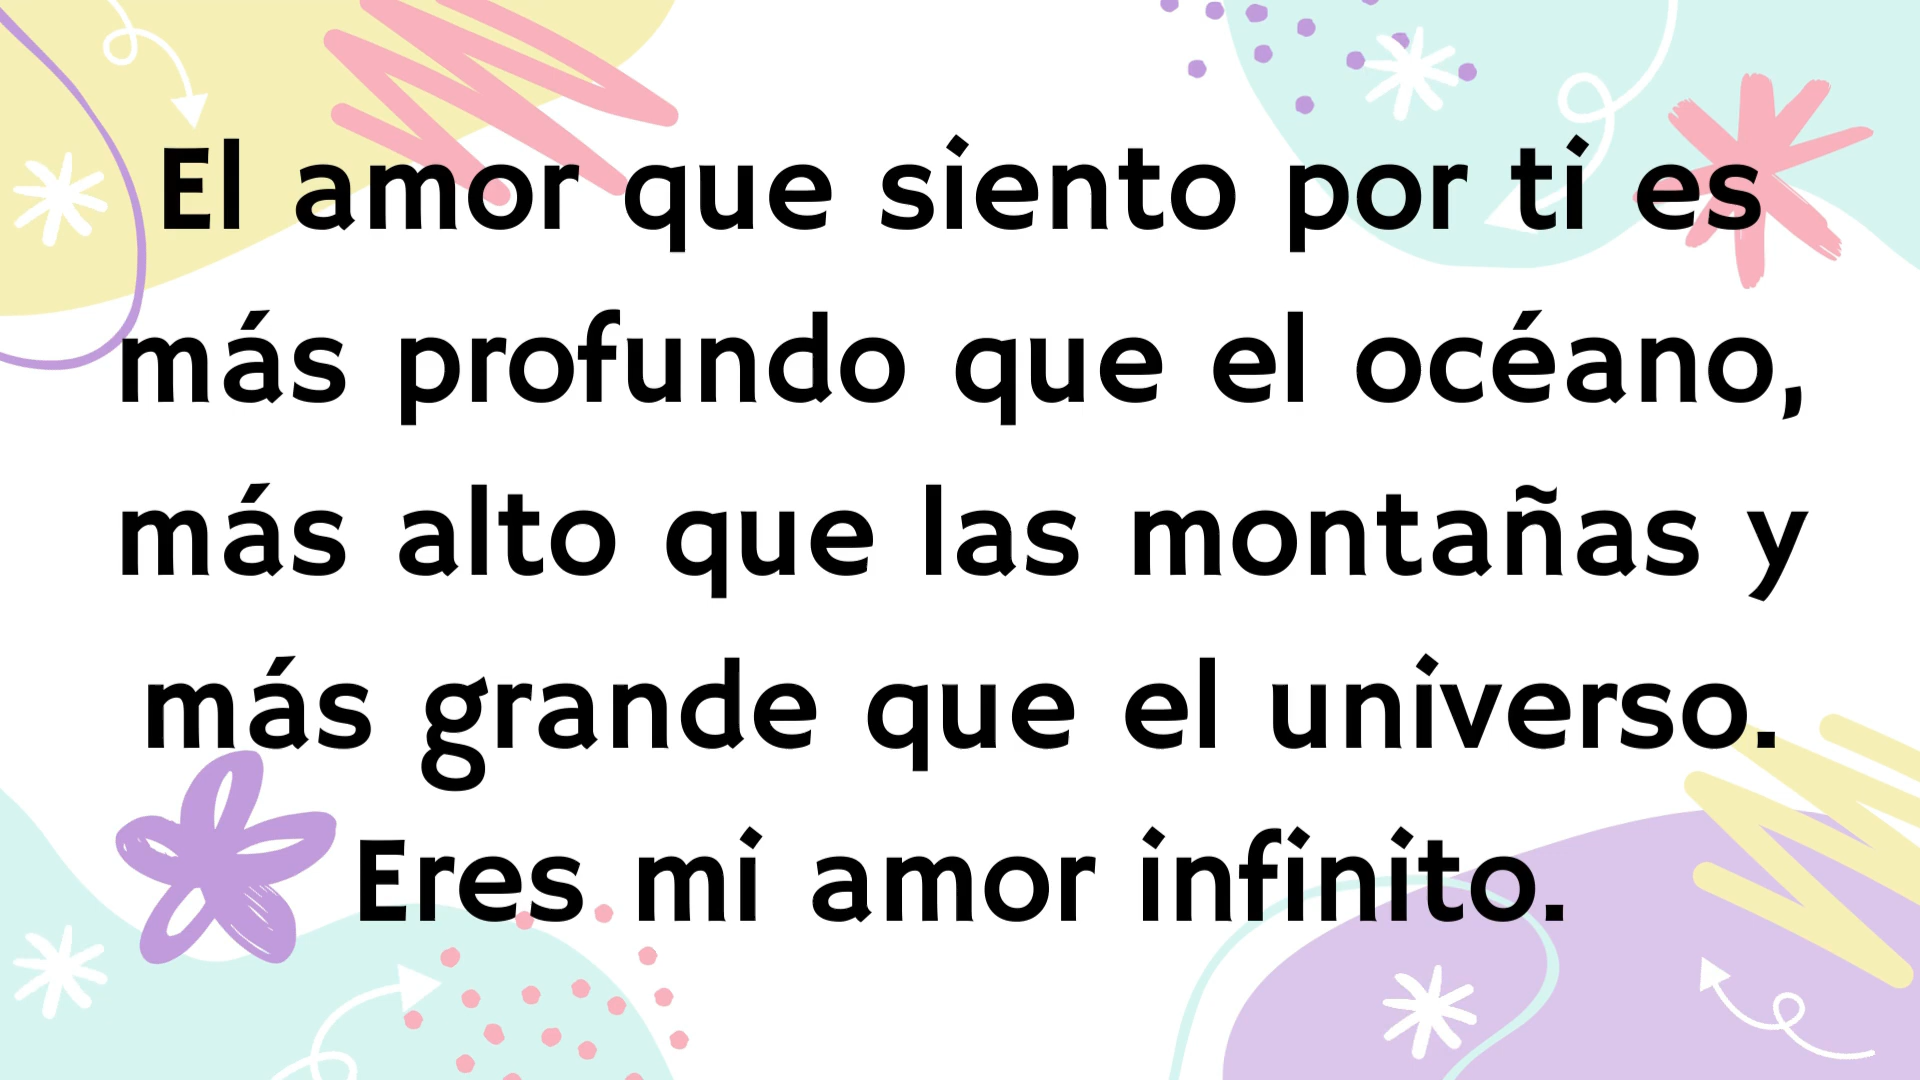 El amor que siento por ti es
más profundo que el océano,
más alto que las montañas y
más grande que el universo.
Eres mi amor infinito.